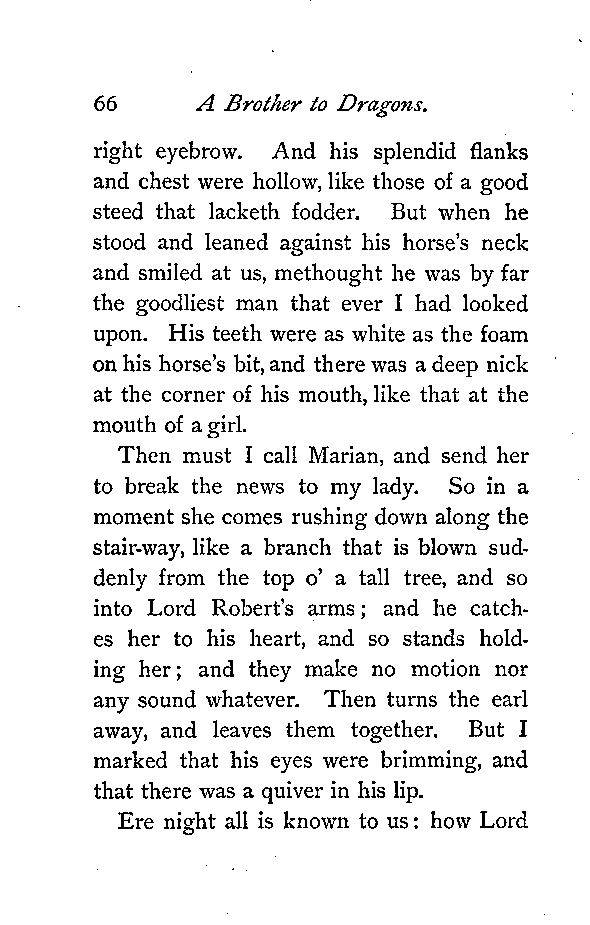 66 A Brother to Dragons.
right eyebrow. And his splendid flanks
and chest were hollow, like those of a good
steed that lacketh fodder. But when he
stood and leaned against his horse's neck
and smiled at us, methought he was by far
the goodliest man that ever I had looked
upon. His teeth were as white as the foam
on his horse's bit, and there was a deep nick
at the corner of his mouth, like that at the
mouth of a girl.
Then must I call Marian, and send her
to break the news to my lady. So in a
moment she comes rushing down along the
stair-way, like a branch that is blown sud-
denly from the top o' a tall tree, and so
into Lord Robert's arms; and he catch-
es her to his heart, and so stands hold-
ing her; and they make no motion nor
any sound whatever. Then turns the earl
away, and leaves them together. But I
marked that his eyes were brimming, and
that there was a quiver in his lip.
Ere night all is known to us: how Lord